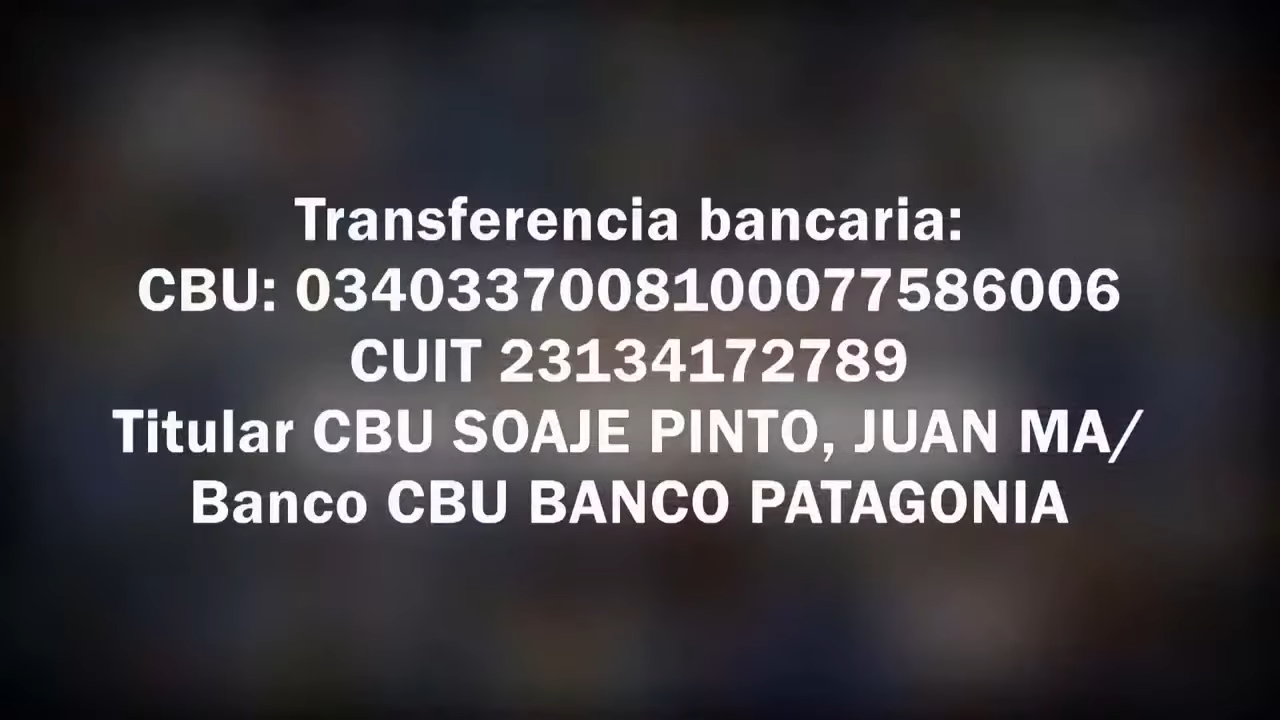 Transferencia bancaria:
CBU: 0340337008100077586006
CUIT 23134172789
Titular CBU SOAJE PINTO, JUAN MA/
Banco CBU BANCO PATAGONIA